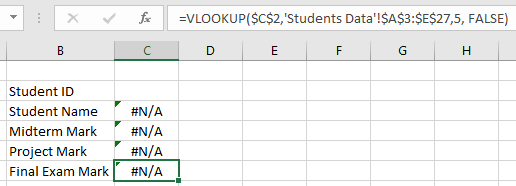 fx =VLOOKUP($C$2,'Students Data'!$A$3:$E$27,5, FALSE)
B C D E F G H
Student ID
Student Name #N/A
Midterm Mark #N/A
Project Mark #N/A
Final Exam Mark #N/A